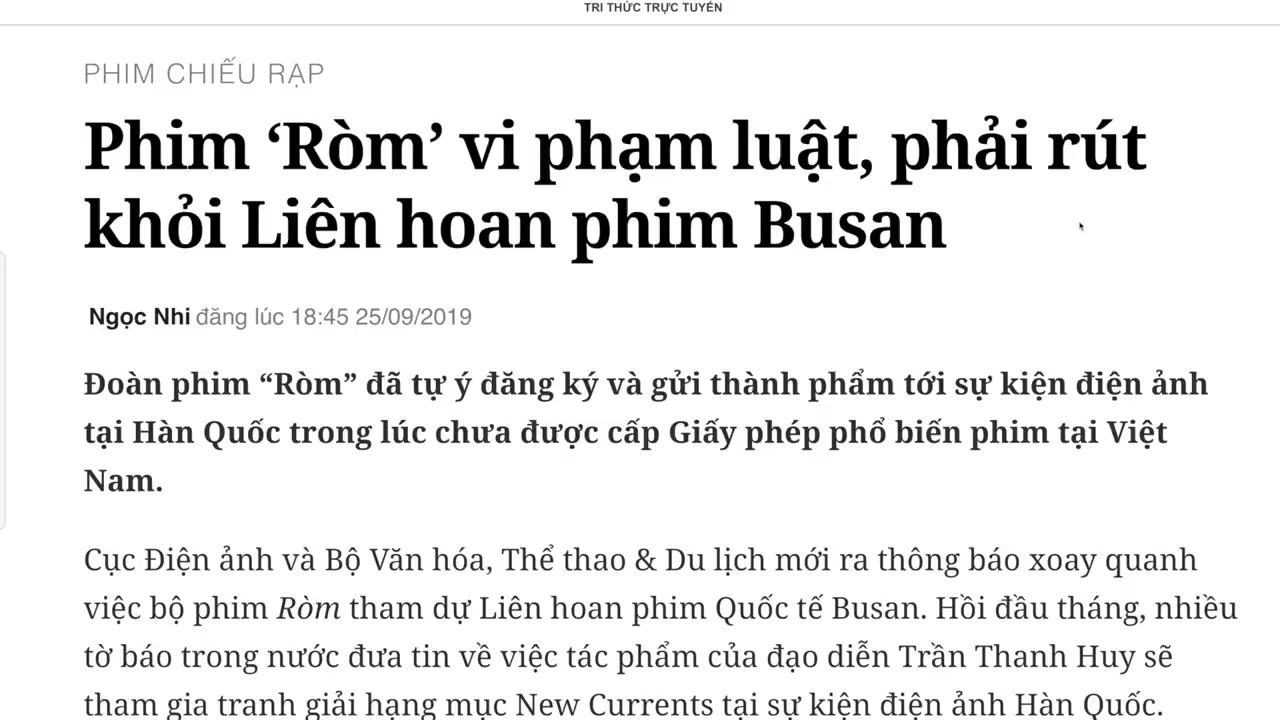 TRI THỨC TRỰC TUYẾN
PHIM CHIẾU RẠP
Phim ‘Ròm’ vi phạm luật, phải rút
khỏi Liên hoan phim Busan
Ngọc Nhi đăng lúc 18:45 25/09/2019
Đoàn phim “Ròm” đã tự ý đăng ký và gửi thành phẩm tới sự kiện điện ảnh
tại Hàn Quốc trong lúc chưa được cấp Giấy phép phổ biến phim tại Việt
Nam.
Cục Điện ảnh và Bộ Văn hóa, Thể thao & Du lịch mới ra thông báo xoay quanh
việc bộ phim Ròm tham dự Liên hoan phim Quốc tế Busan. Hồi đầu tháng, nhiều
tờ báo trong nước đưa tin về việc tác phẩm của đạo diễn Trần Thanh Huy sẽ
tham gia tranh giải hạng mục New Currents tại sự kiện điện ảnh Hàn Quốc.